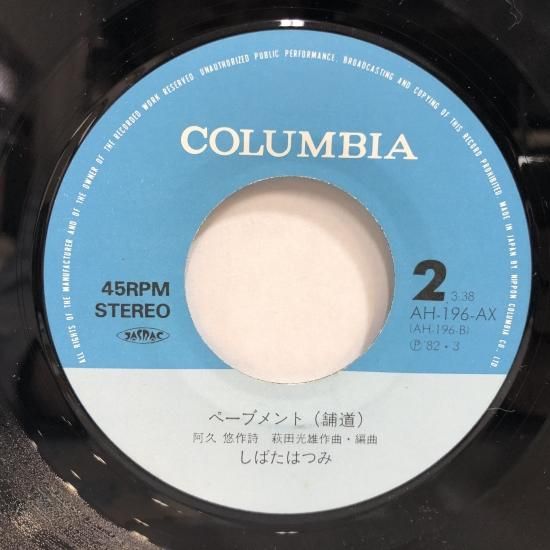 ALL RIGHTS OF THE MANUFACTURER AND OF THE OWNER OF THE RECORDED WORK RESERVED. UNAUTHORIZED PUBLIC PERFORMANCE, BROADCASTING AND COPYING OF THIS RECORD PROHIBITED. MADE IN JAPAN BY NIPPON COLUMBIA CO., LTD
COLUMBIA
45RPM
STEREO
JASRAC
2 3.38
AH-196-AX
(AH-196-B)
Ⓟ'82・3
ペーブメント(舗道)
阿久 悠作詩 萩田光雄作曲・編曲
しばたはつみ